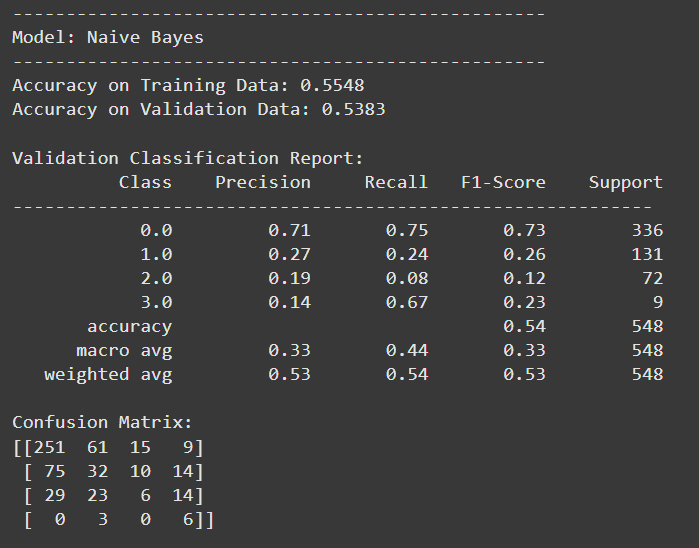 --------------------------------------------------
Model: Naive Bayes
--------------------------------------------------
Accuracy on Training Data: 0.5548
Accuracy on Validation Data: 0.5383

Validation Classification Report:
          Class    Precision     Recall   F1-Score    Support
------------------------------------------------------------
            0.0         0.71       0.75       0.73        336
            1.0         0.27       0.24       0.26        131
            2.0         0.19       0.08       0.12         72
            3.0         0.14       0.67       0.23          9
       accuracy                               0.54        548
      macro avg         0.33       0.44       0.33        548
   weighted avg         0.53       0.54       0.53        548

Confusion Matrix:
[[251  61  15   9]
 [ 75  32  10  14]
 [ 29  23   6  14]
 [  0   3   0   6]]